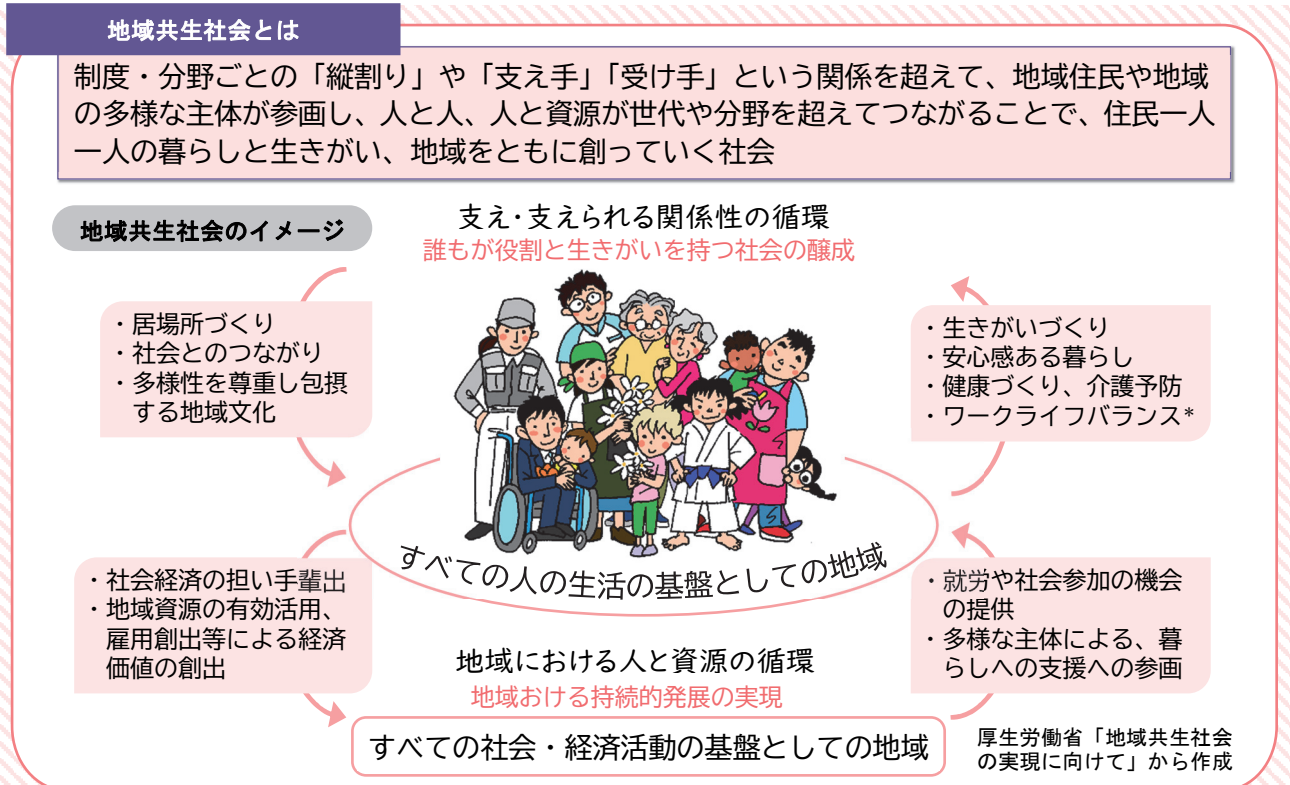 地域共生社会とは
制度・分野ごとの「縦割り」や「支え手」「受け手」という関係を超えて、地域住民や地域
の多様な主体が参画し、人と人、人と資源が世代や分野を超えてつながることで、住民一人
一人の暮らしと生きがい、地域をともに創っていく社会
地域共生社会のイメージ
支え・支えられる関係性の循環
誰もが役割と生きがいを持つ社会の醸成
・居場所づくり
・社会とのつながり
・多様性を尊重し包摂
する地域文化
・生きがいづくり
・安心感ある暮らし
・健康づくり、介護予防
・ワークライフバランス*
すべての人の生活の基盤としての地域
・社会経済の担い手輩出
・地域資源の有効活用、
雇用創出等による経済
価値の創出
・就労や社会参加の機会
の提供
・多様な主体による、暮
らしへの支援への参画
地域における人と資源の循環
地域おける持続的発展の実現
すべての社会・経済活動の基盤としての地域
厚生労働省「地域共生社会
の実現に向けて」から作成